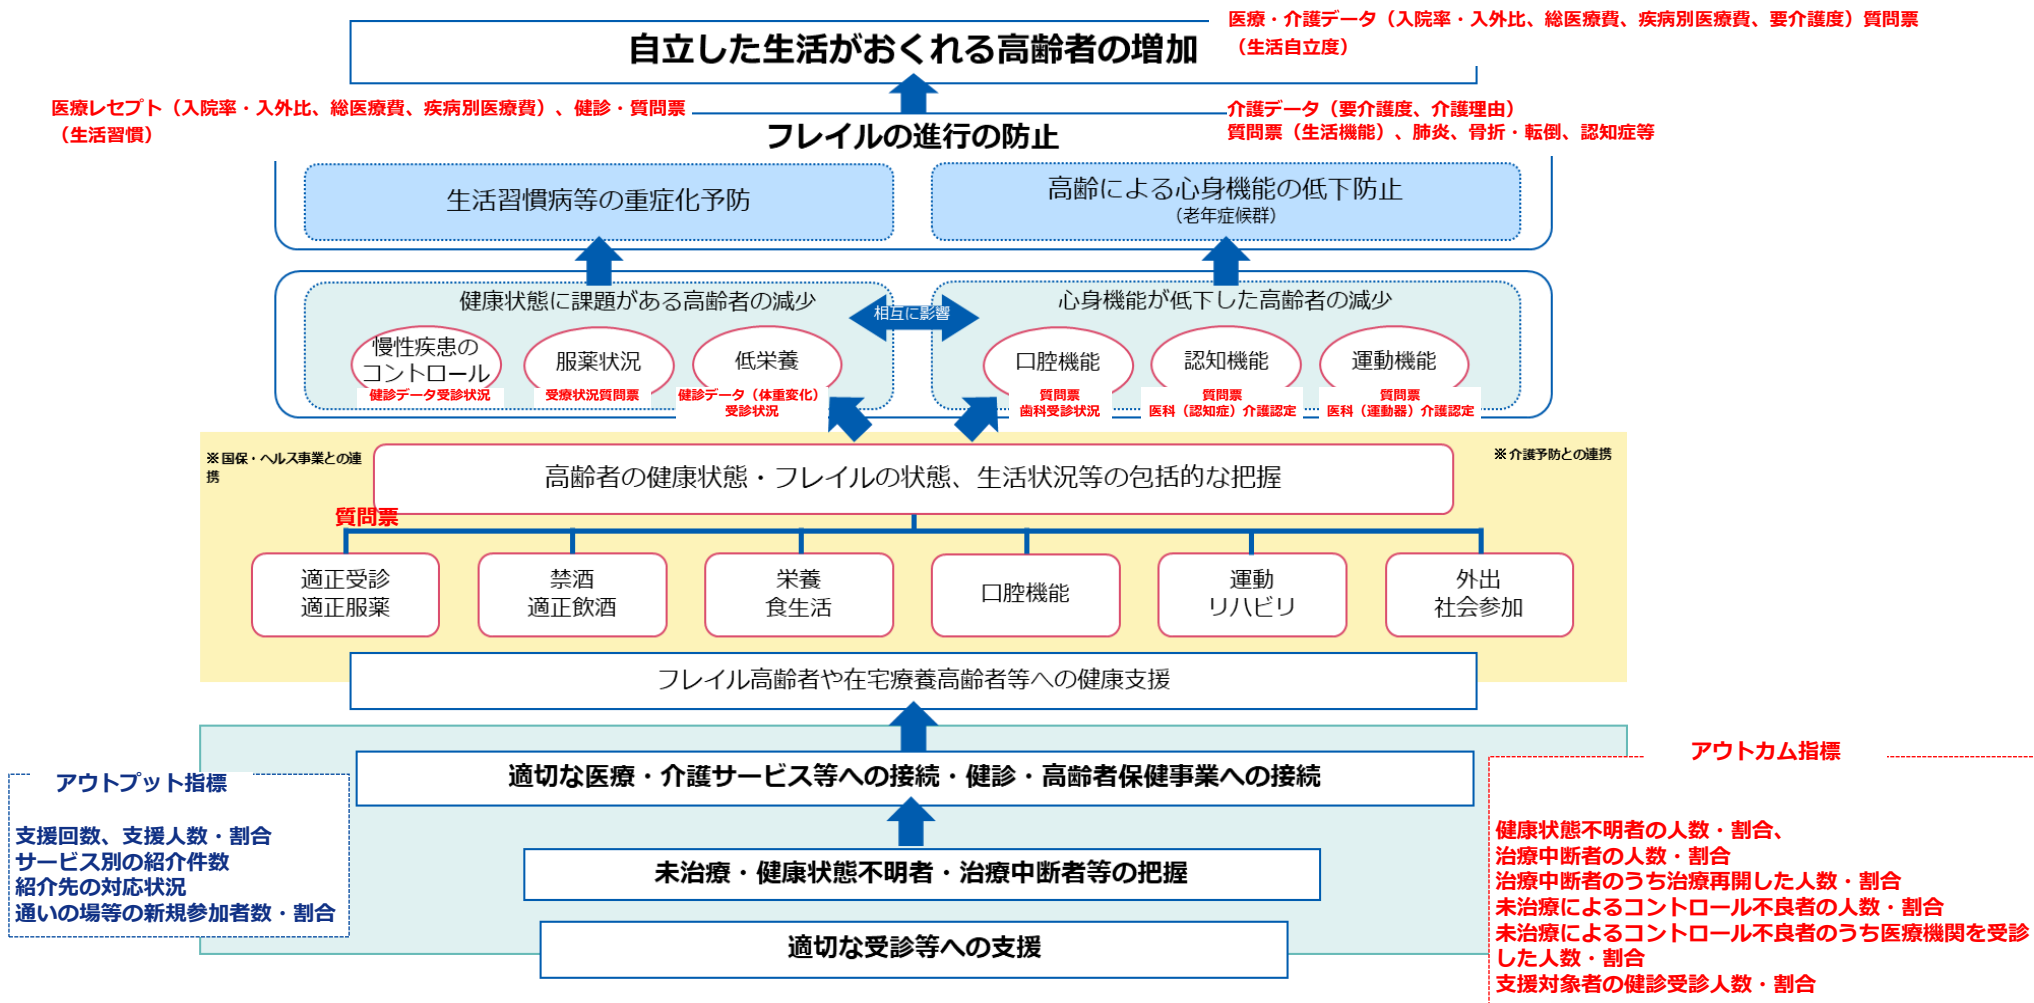 医療・介護データ（入院率・入外比、総医療費、疾病別医療費、要介護度）質問票
（生活自立度）
自立した生活がおくれる高齢者の増加
医療レセプト（入院率・入外比、総医療費、疾病別医療費）、健診・質問票
（生活習慣）
介護データ（要介護度、介護理由）
質問票（生活機能）、肺炎、骨折・転倒、認知症等
フレイルの進行の防止
生活習慣病等の重症化予防
高齢による心身機能の低下防止
（老年症候群）
健康状態に課題がある高齢者の減少
相互に影響
心身機能が低下した高齢者の減少
慢性疾患の
コントロール
健診データ受診状況
服薬状況
受療状況質問票
低栄養
健診データ（体重変化）
受診状況
口腔機能
質問票
歯科受診状況
認知機能
質問票
医科（認知症）介護認定
運動機能
質問票
医科（運動器）介護認定
※国保・ヘルス事業との連
携
※介護予防との連携
高齢者の健康状態・フレイルの状態、生活状況等の包括的な把握
質問票
適正受診
適正服薬
禁酒
適正飲酒
栄養
食生活
口腔機能
運動
リハビリ
外出
社会参加
フレイル高齢者や在宅療養高齢者等への健康支援
適切な医療・介護サービス等への接続・健診・高齢者保健事業への接続
未治療・健康状態不明者・治療中断者等の把握
適切な受診等への支援
アウトプット指標
支援回数、支援人数・割合
サービス別の紹介件数
紹介先の対応状況
通いの場等の新規参加者数・割合
アウトカム指標
健康状態不明者の人数・割合、
治療中断者の人数・割合
治療中断者のうち治療再開した人数・割合
未治療によるコントロール不良者の人数・割合
未治療によるコントロール不良者のうち医療機関を受診
した人数・割合
支援対象者の健診受診人数・割合